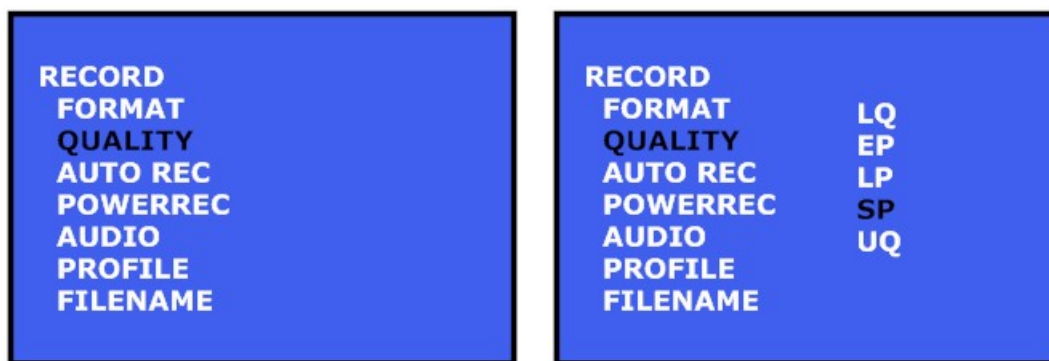 RECORD
FORMAT
QUALITY
AUTO REC
POWERREC
AUDIO
PROFILE
FILENAME
RECORD
FORMAT
QUALITY
AUTO REC
POWERREC
AUDIO
PROFILE
FILENAME
LQ
EP
LP
SP
UQ